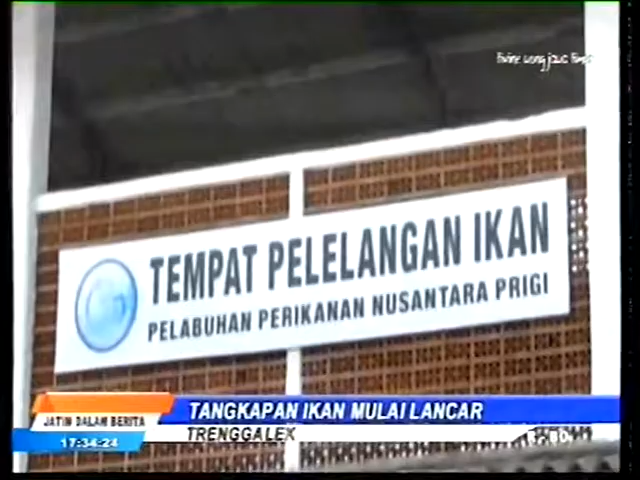 TEMPAT PELELANGAN IKAN
PELABUHAN PERIKANAN NUSANTARA PRIGI
TANGKAPAN IKAN MULAI LANCAR
JATIM DALAM BERITA
TRENGGALEK
17:34:24